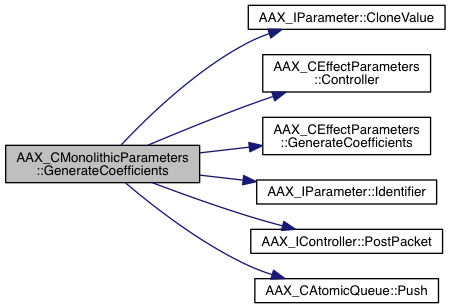 AAX_CMonolithicParameters
::GenerateCoefficients
AAX_IParameter::CloneValue
AAX_CEffectParameters
::Controller
AAX_CEffectParameters
::GenerateCoefficients
AAX_IParameter::Identifier
AAX_IController::PostPacket
AAX_CAtomicQueue::Push